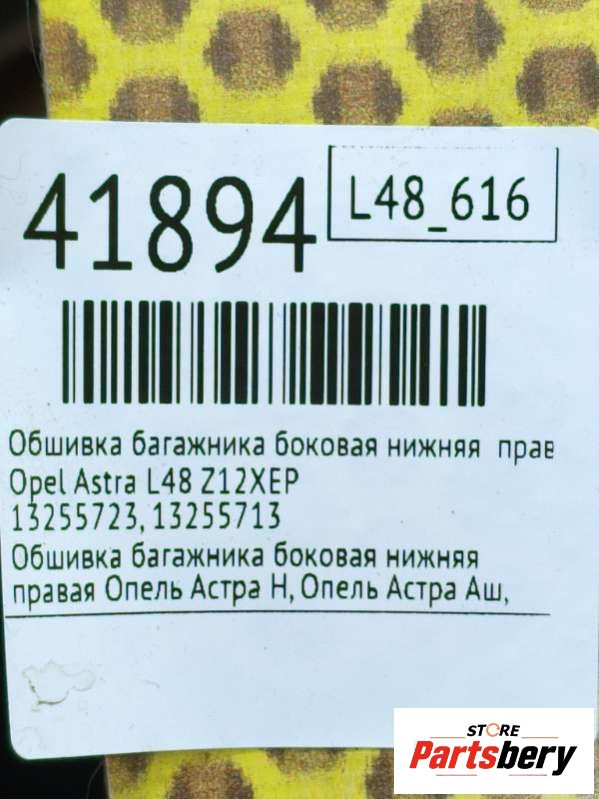 41894
L48_616
Обшивка багажника боковая нижняя прав
Opel Astra L48 Z12XEP
13255723, 13255713
Обшивка багажника боковая нижняя
правая Опель Астра Н, Опель Астра Аш,
STORE
Partsbery